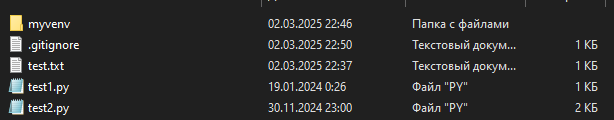 myvenv 02.03.2025 22:46 Папка с файлами
.gitignore 02.03.2025 22:50 Текстовый докум... 1 КБ
test.txt 02.03.2025 22:37 Текстовый докум... 1 КБ
test1.py 19.01.2024 0:26 Файл "PY" 1 КБ
test2.py 30.11.2024 23:00 Файл "PY" 2 КБ